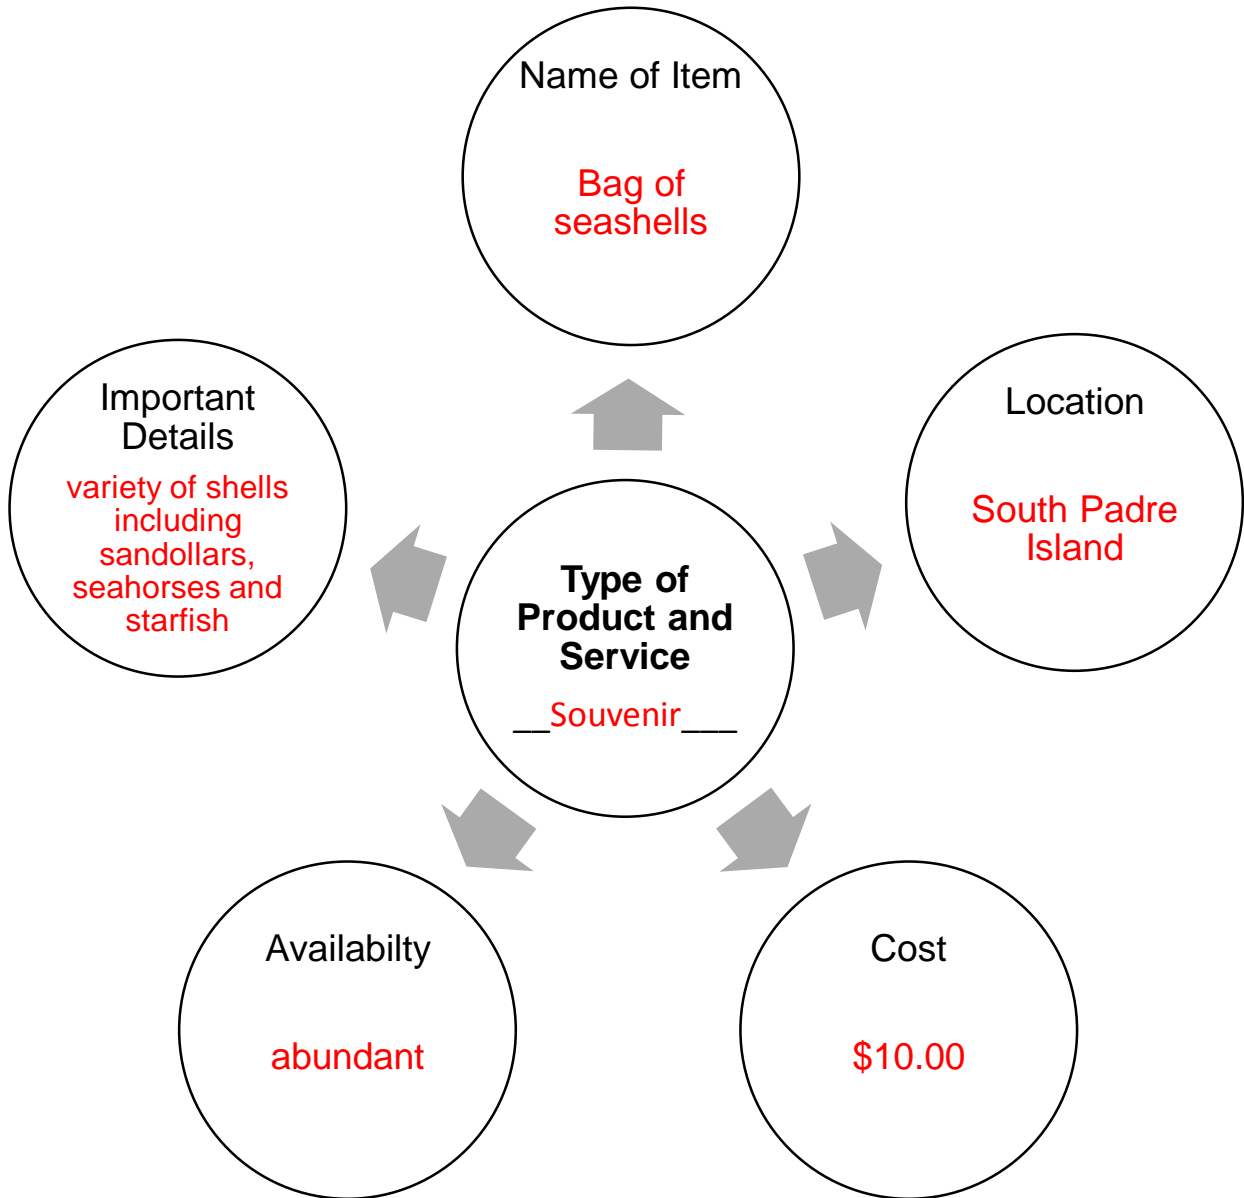 Name of Item
Bag of
seashells
Important
Details
variety of shells
including
sandollars,
seahorses and
starfish
Location
South Padre
Island
Type of
Product and
Service
__Souvenir___
Availabilty
abundant
Cost
$10.00